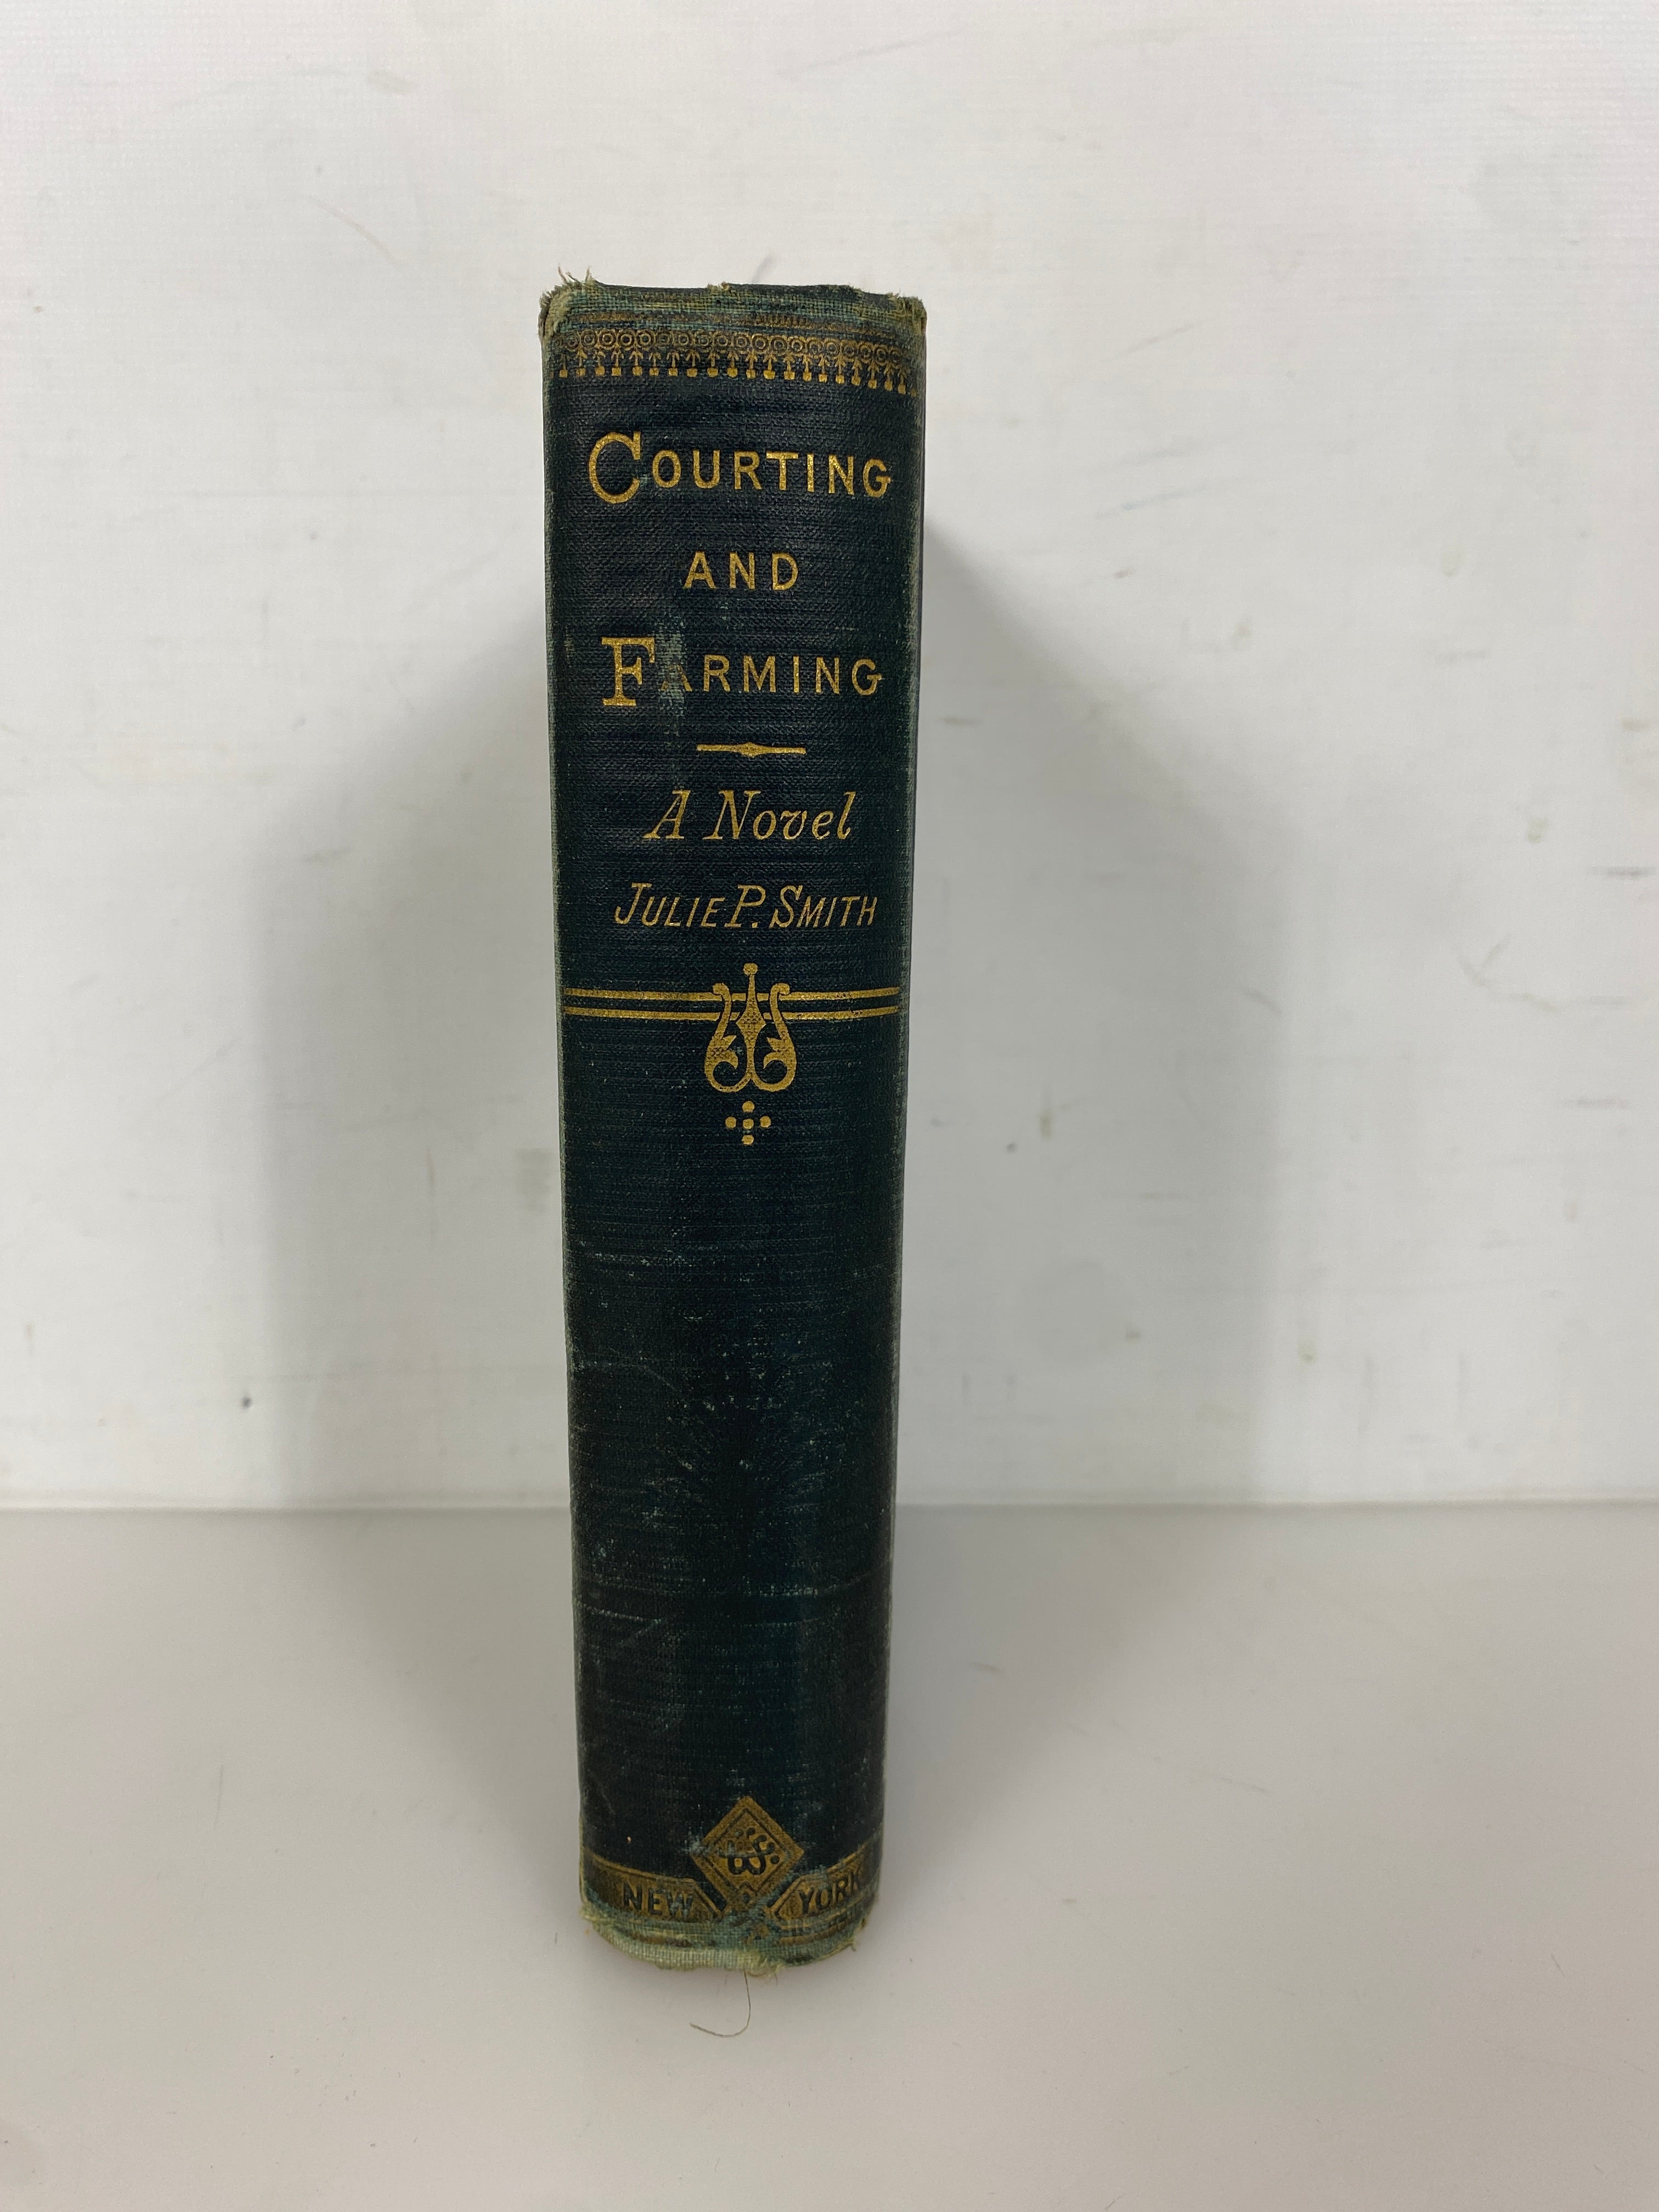 COURTING
AND
FARMING
A Novel
JULIE P. SMITH
NEW YORK